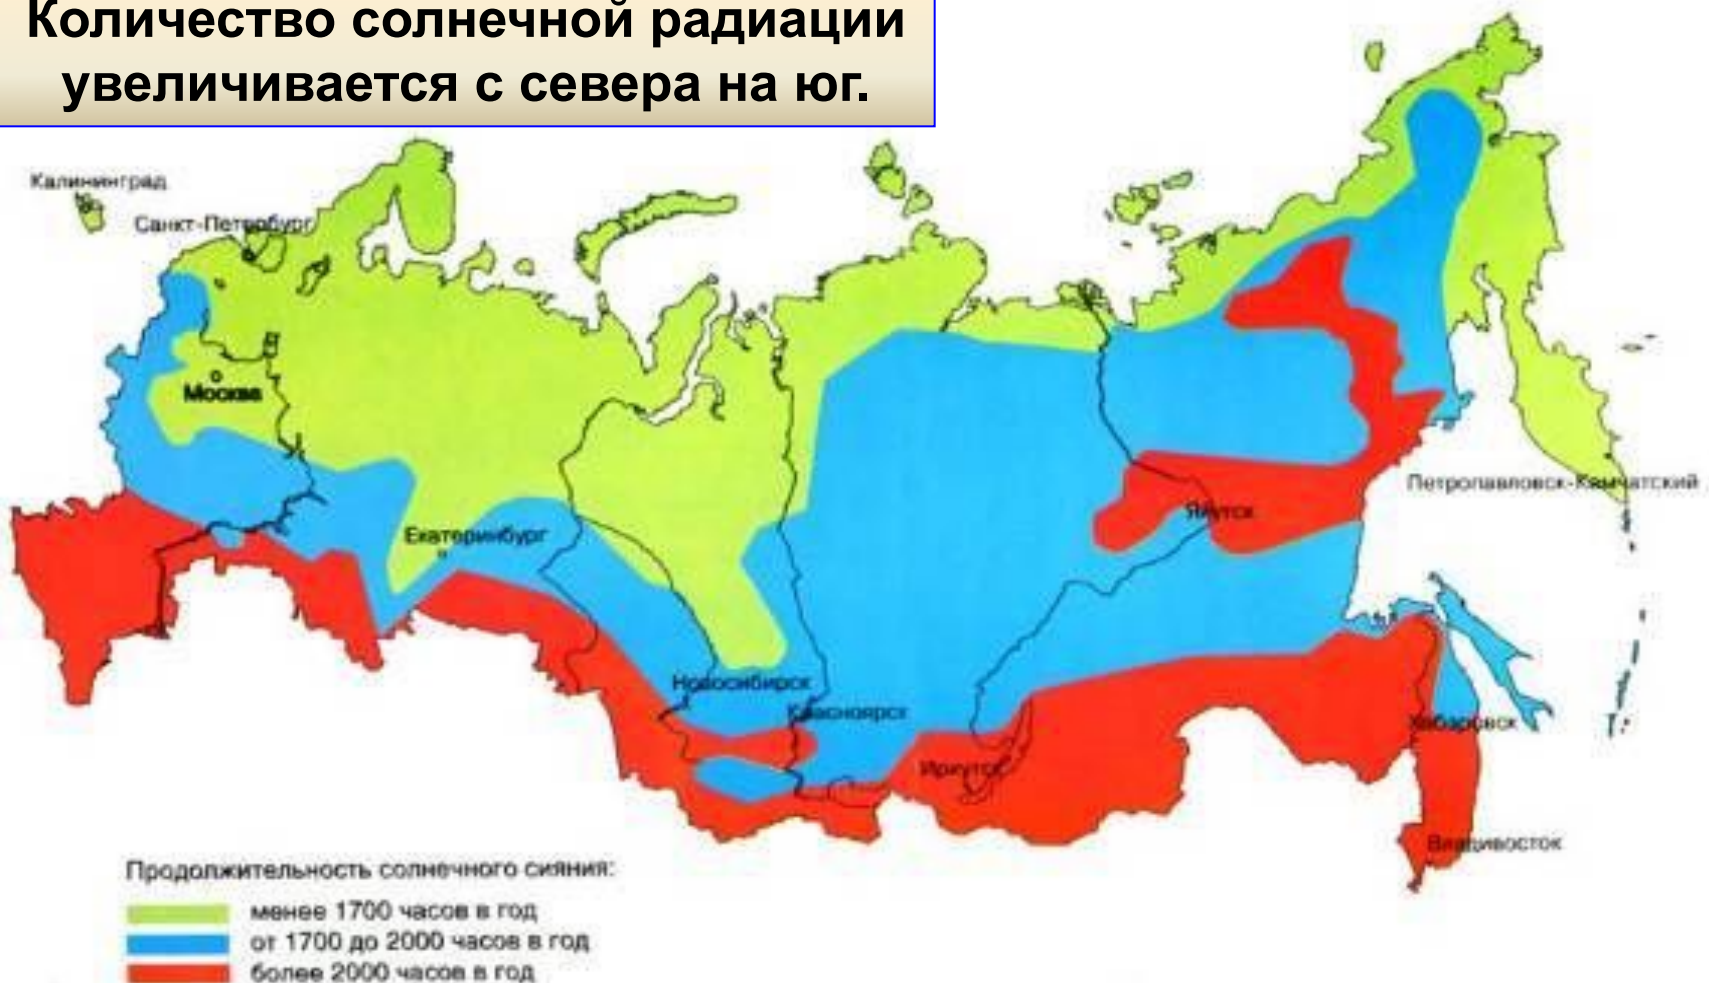 Количество солнечной радиации
увеличивается с севера на юг.
Калининград
Санкт-Петербург
Москва
Петропавловск-Камчатский
Якутск
Екатеринбург
Новосибирск
Красноярск
Хабаровск
Иркутск
Владивосток
Продолжительность солнечного сияния:
менее 1700 часов в год
от 1700 до 2000 часов в год
более 2000 часов в год